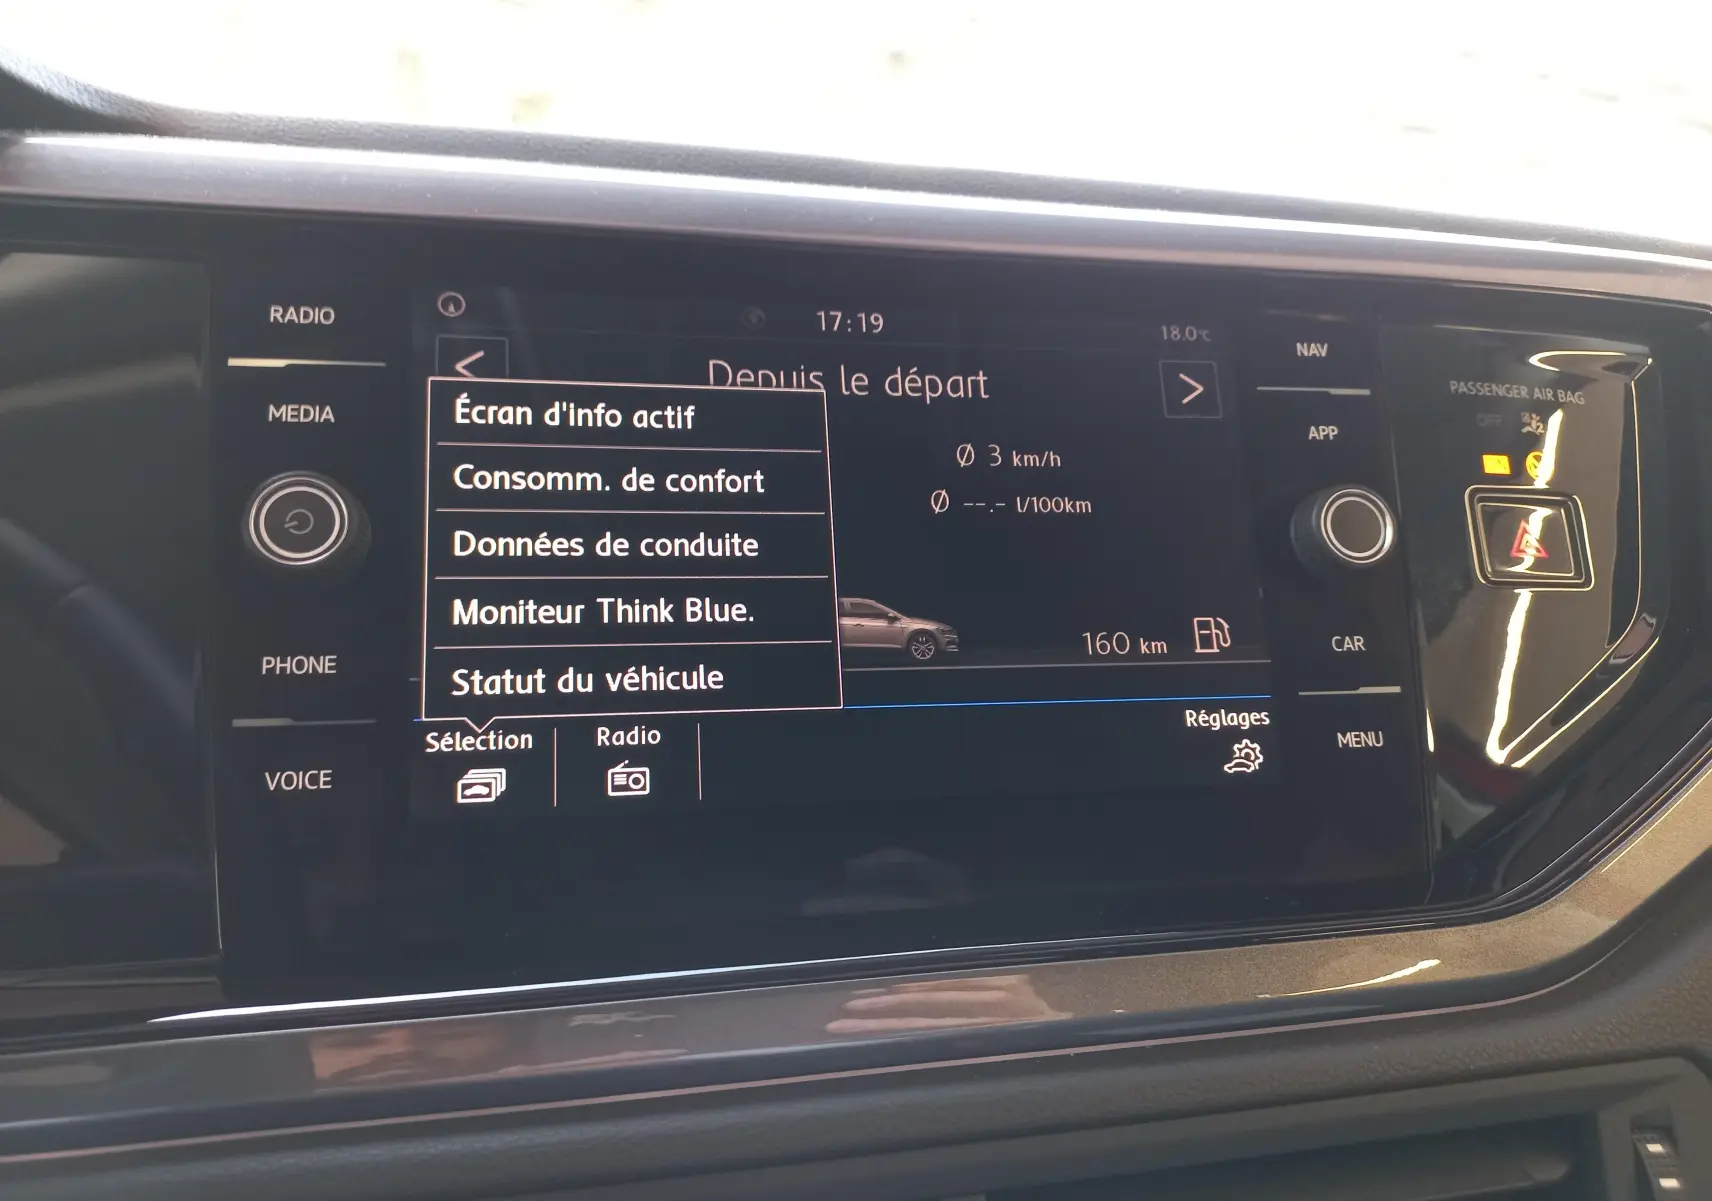 RADIO
MEDIA
PHONE
VOICE
17:19
18.0°c
<
Depuis le départ
>
Écran d'info actif
Consomm. de confort
Données de conduite
Moniteur Think Blue.
Statut du véhicule
Ø 3 km/h
Ø --.- l/100km
160 km
Sélection
Radio
Réglages
NAV
APP
CAR
MENU
PASSENGER AIR BAG
OFF